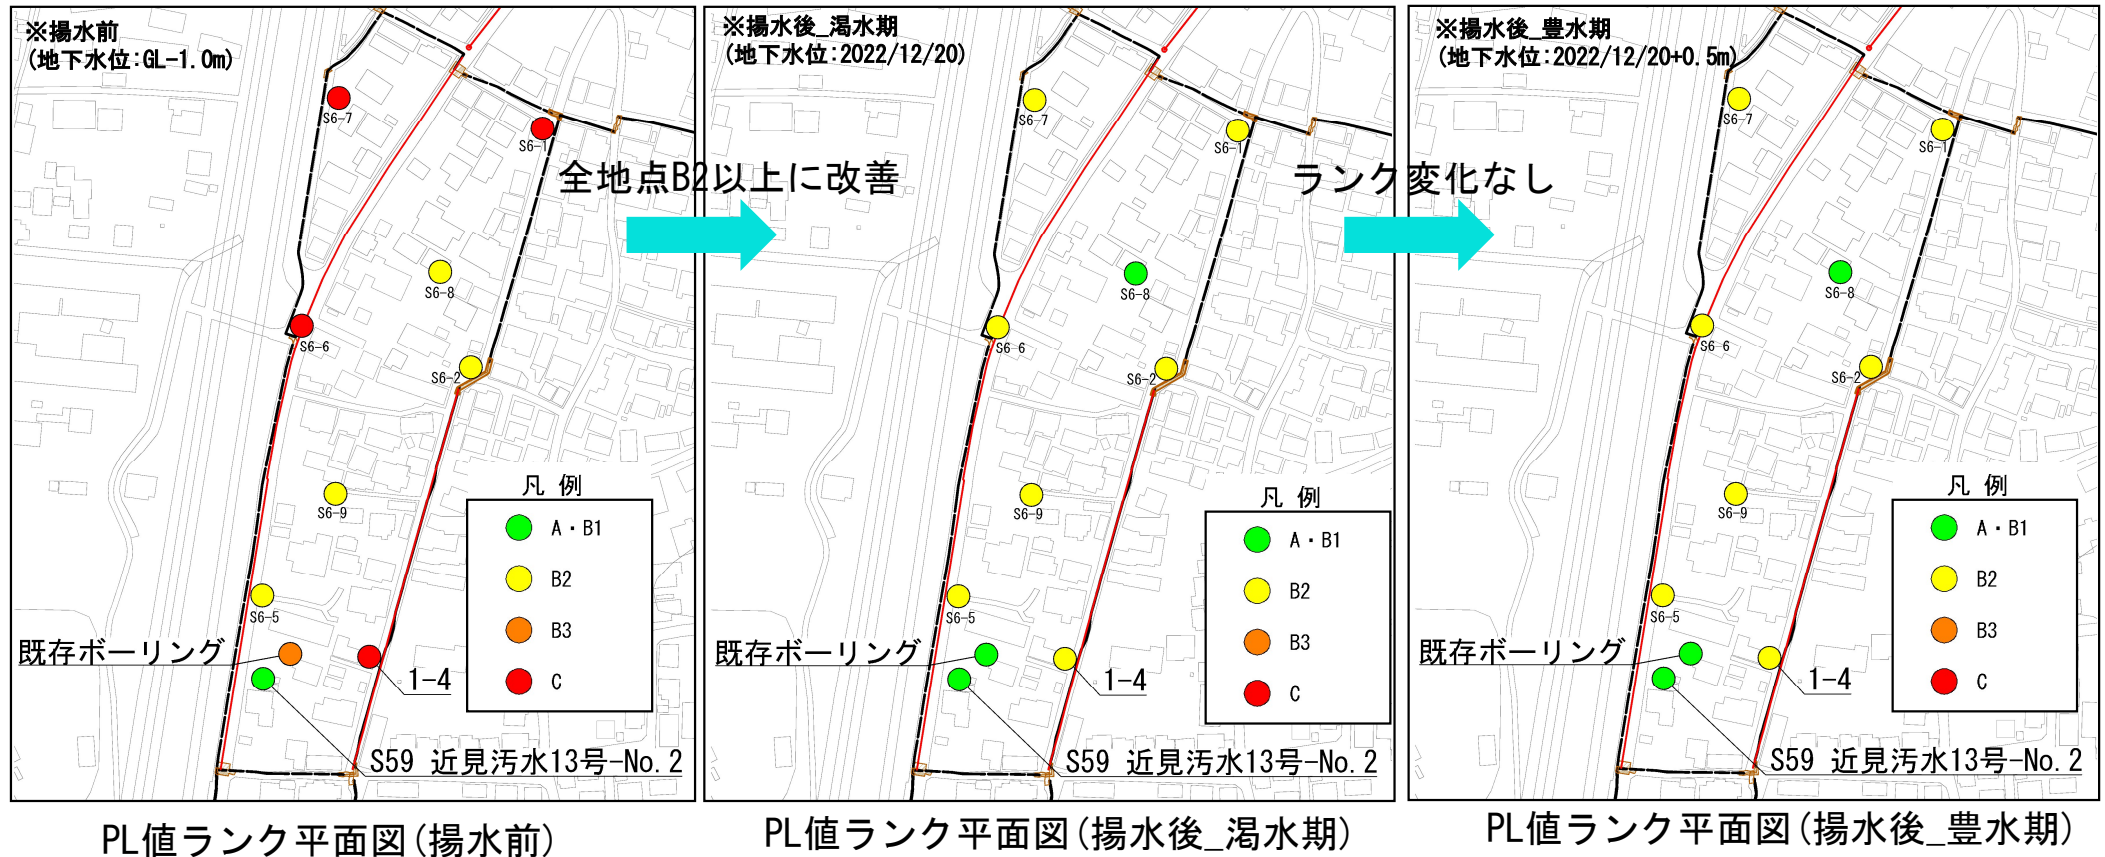 ※揚水前
(地下水位:GL-1.0m)
S6-7
S6-1
S6-8
S6-6
S6-2
S6-9
S6-5
既存ボーリング
1-4
S59 近見汚水13号-No.2
凡 例
A・B1
B2
B3
C
PL値ランク平面図(揚水前)
全地点B2以上に改善
※揚水後_渇水期
(地下水位:2022/12/20)
S6-7
S6-1
S6-8
S6-6
S6-2
S6-9
S6-5
既存ボーリング
1-4
S59 近見汚水13号-No.2
凡 例
A・B1
B2
B3
C
PL値ランク平面図(揚水後_渇水期)
ランク変化なし
※揚水後_豊水期
(地下水位:2022/12/20+0.5m)
S6-7
S6-1
S6-8
S6-6
S6-2
S6-9
S6-5
既存ボーリング
1-4
S59 近見汚水13号-No.2
凡 例
A・B1
B2
B3
C
PL値ランク平面図(揚水後_豊水期)